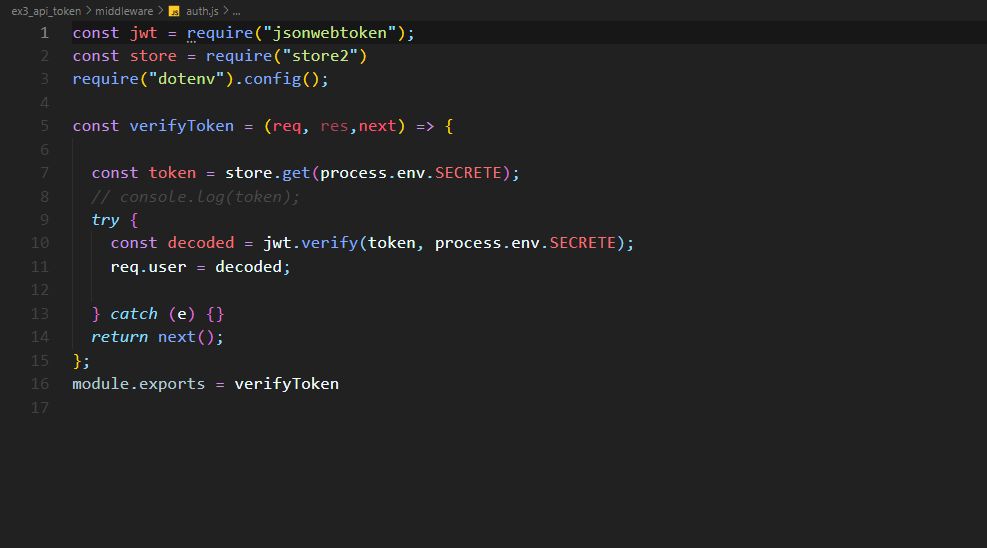 ex3_api_token > middleware > JS auth.js > ...
1 const jwt = require("jsonwebtoken");
2 const store = require("store2")
3 require("dotenv").config();
4
5 const verifyToken = (req, res,next) => {
6
7   const token = store.get(process.env.SECRETE);
8   // console.log(token);
9   try {
10     const decoded = jwt.verify(token, process.env.SECRETE);
11     req.user = decoded;
12
13   } catch (e) {}
14   return next();
15 };
16 module.exports = verifyToken
17